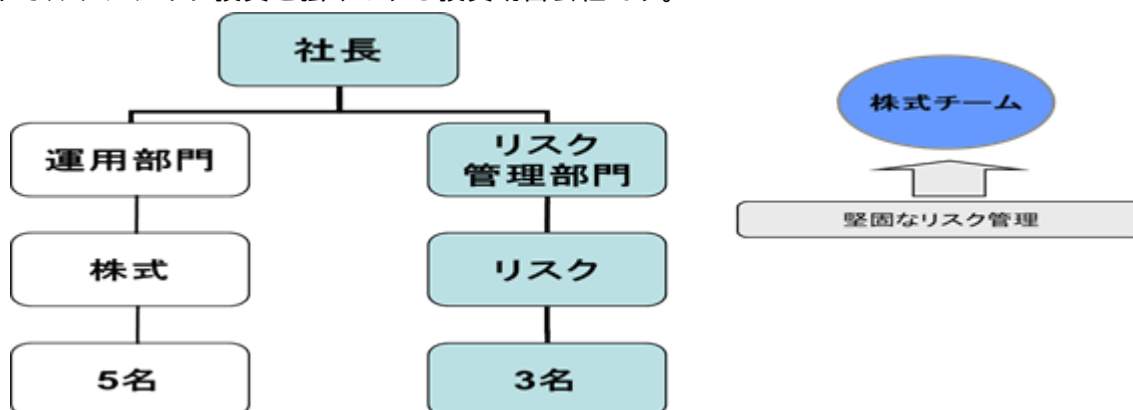 社長
運用部門
リスク
管理部門
株式
リスク
5名
3名
株式チーム
堅固なリスク管理